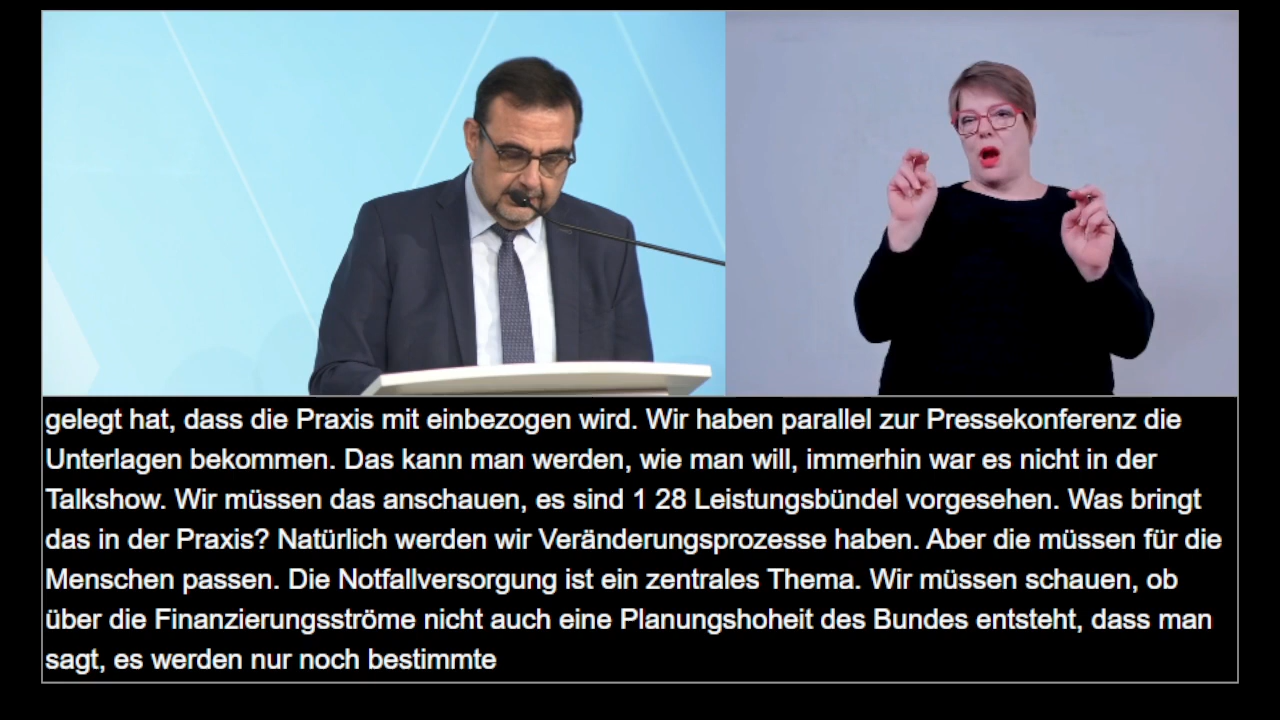 gelegt hat, dass die Praxis mit einbezogen wird. Wir haben parallel zur Pressekonferenz die
Unterlagen bekommen. Das kann man werden, wie man will, immerhin war es nicht in der
Talkshow. Wir müssen das anschauen, es sind 1 28 Leistungsbündel vorgesehen. Was bringt
das in der Praxis? Natürlich werden wir Veränderungsprozesse haben. Aber die müssen für die
Menschen passen. Die Notfallversorgung ist ein zentrales Thema. Wir müssen schauen, ob
über die Finanzierungsströme nicht auch eine Planungshoheit des Bundes entsteht, dass man
sagt, es werden nur noch bestimmte